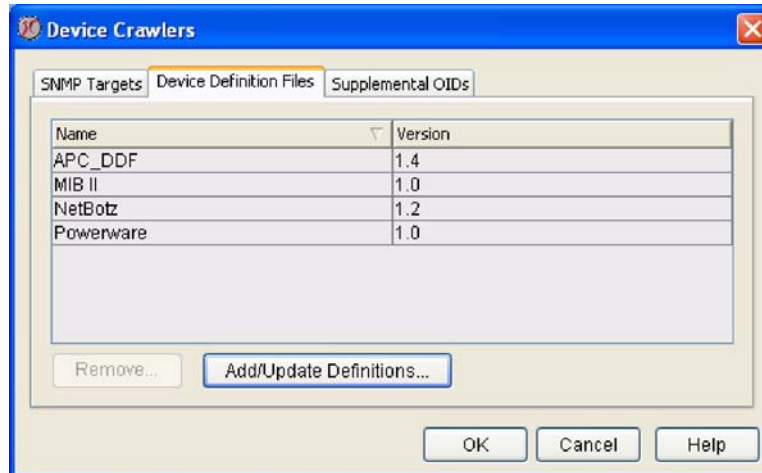 Device Crawlers
SNMP Targets Device Definition Files Supplemental OIDs
Name Version
APC_DDF 1.4
MIB II 1.0
NetBotz 1.2
Powerware 1.0
Remove... Add/Update Definitions...
OK Cancel Help